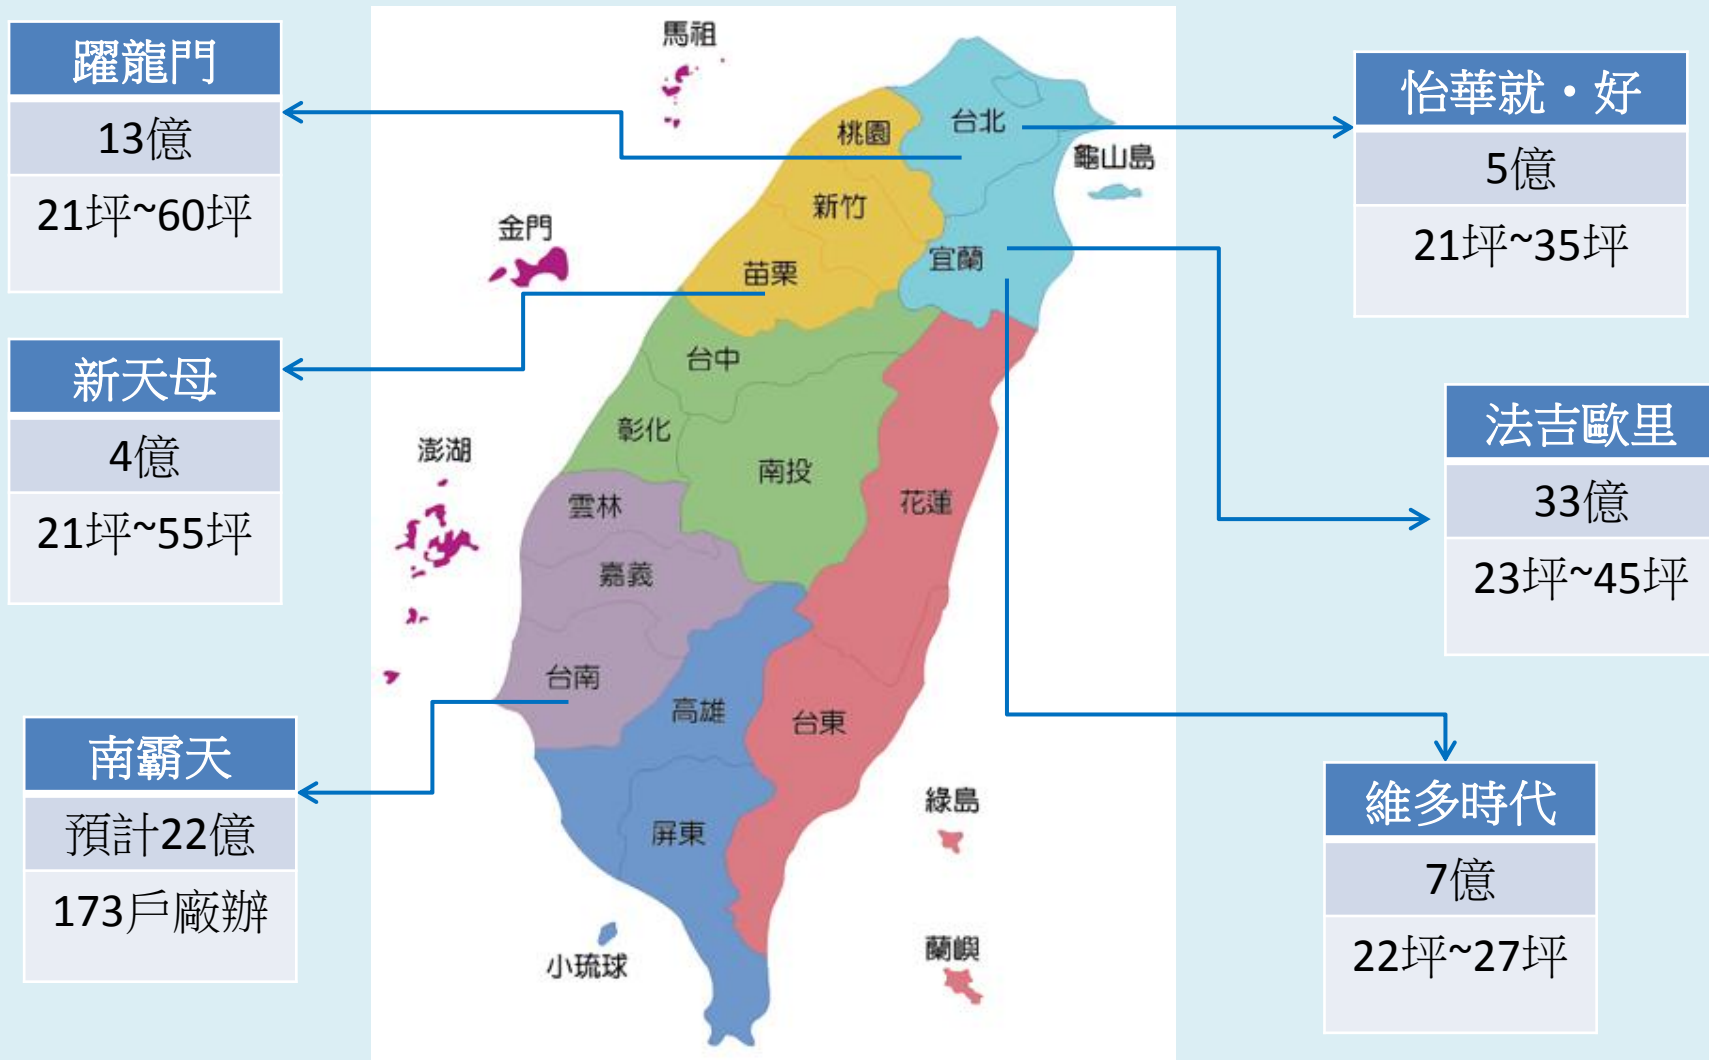 躍龍門
13億
21坪~60坪
新天母
4億
21坪~55坪
南霸天
預計22億
173戶廠辦
馬祖
金門
澎湖
台北
桃園
龜山島
新竹
宜蘭
苗栗
台中
彰化
南投
花蓮
雲林
嘉義
台南
高雄
台東
屏東
綠島
小琉球
蘭嶼
怡華就・好
5億
21坪~35坪
法吉歐里
33億
23坪~45坪
維多時代
7億
22坪~27坪